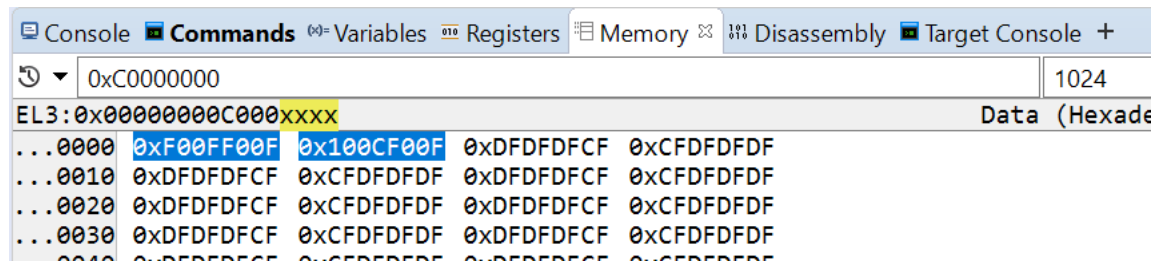 Console Commands (x)= Variables 010 Registers Memory Disassembly Target Console +
0xC0000000 1024
EL3:0x00000000C000xxxx Data (Hexade
...0000 0xF00FF00F 0x100CF00F 0xDFDFDFCF 0xCFDFDFDF
...0010 0xDFDFDFCF 0xCFDFDFDF 0xDFDFDFCF 0xCFDFDFDF
...0020 0xDFDFDFCF 0xCFDFDFDF 0xDFDFDFCF 0xCFDFDFDF
...0030 0xDFDFDFCF 0xCFDFDFDF 0xDFDFDFCF 0xCFDFDFDF